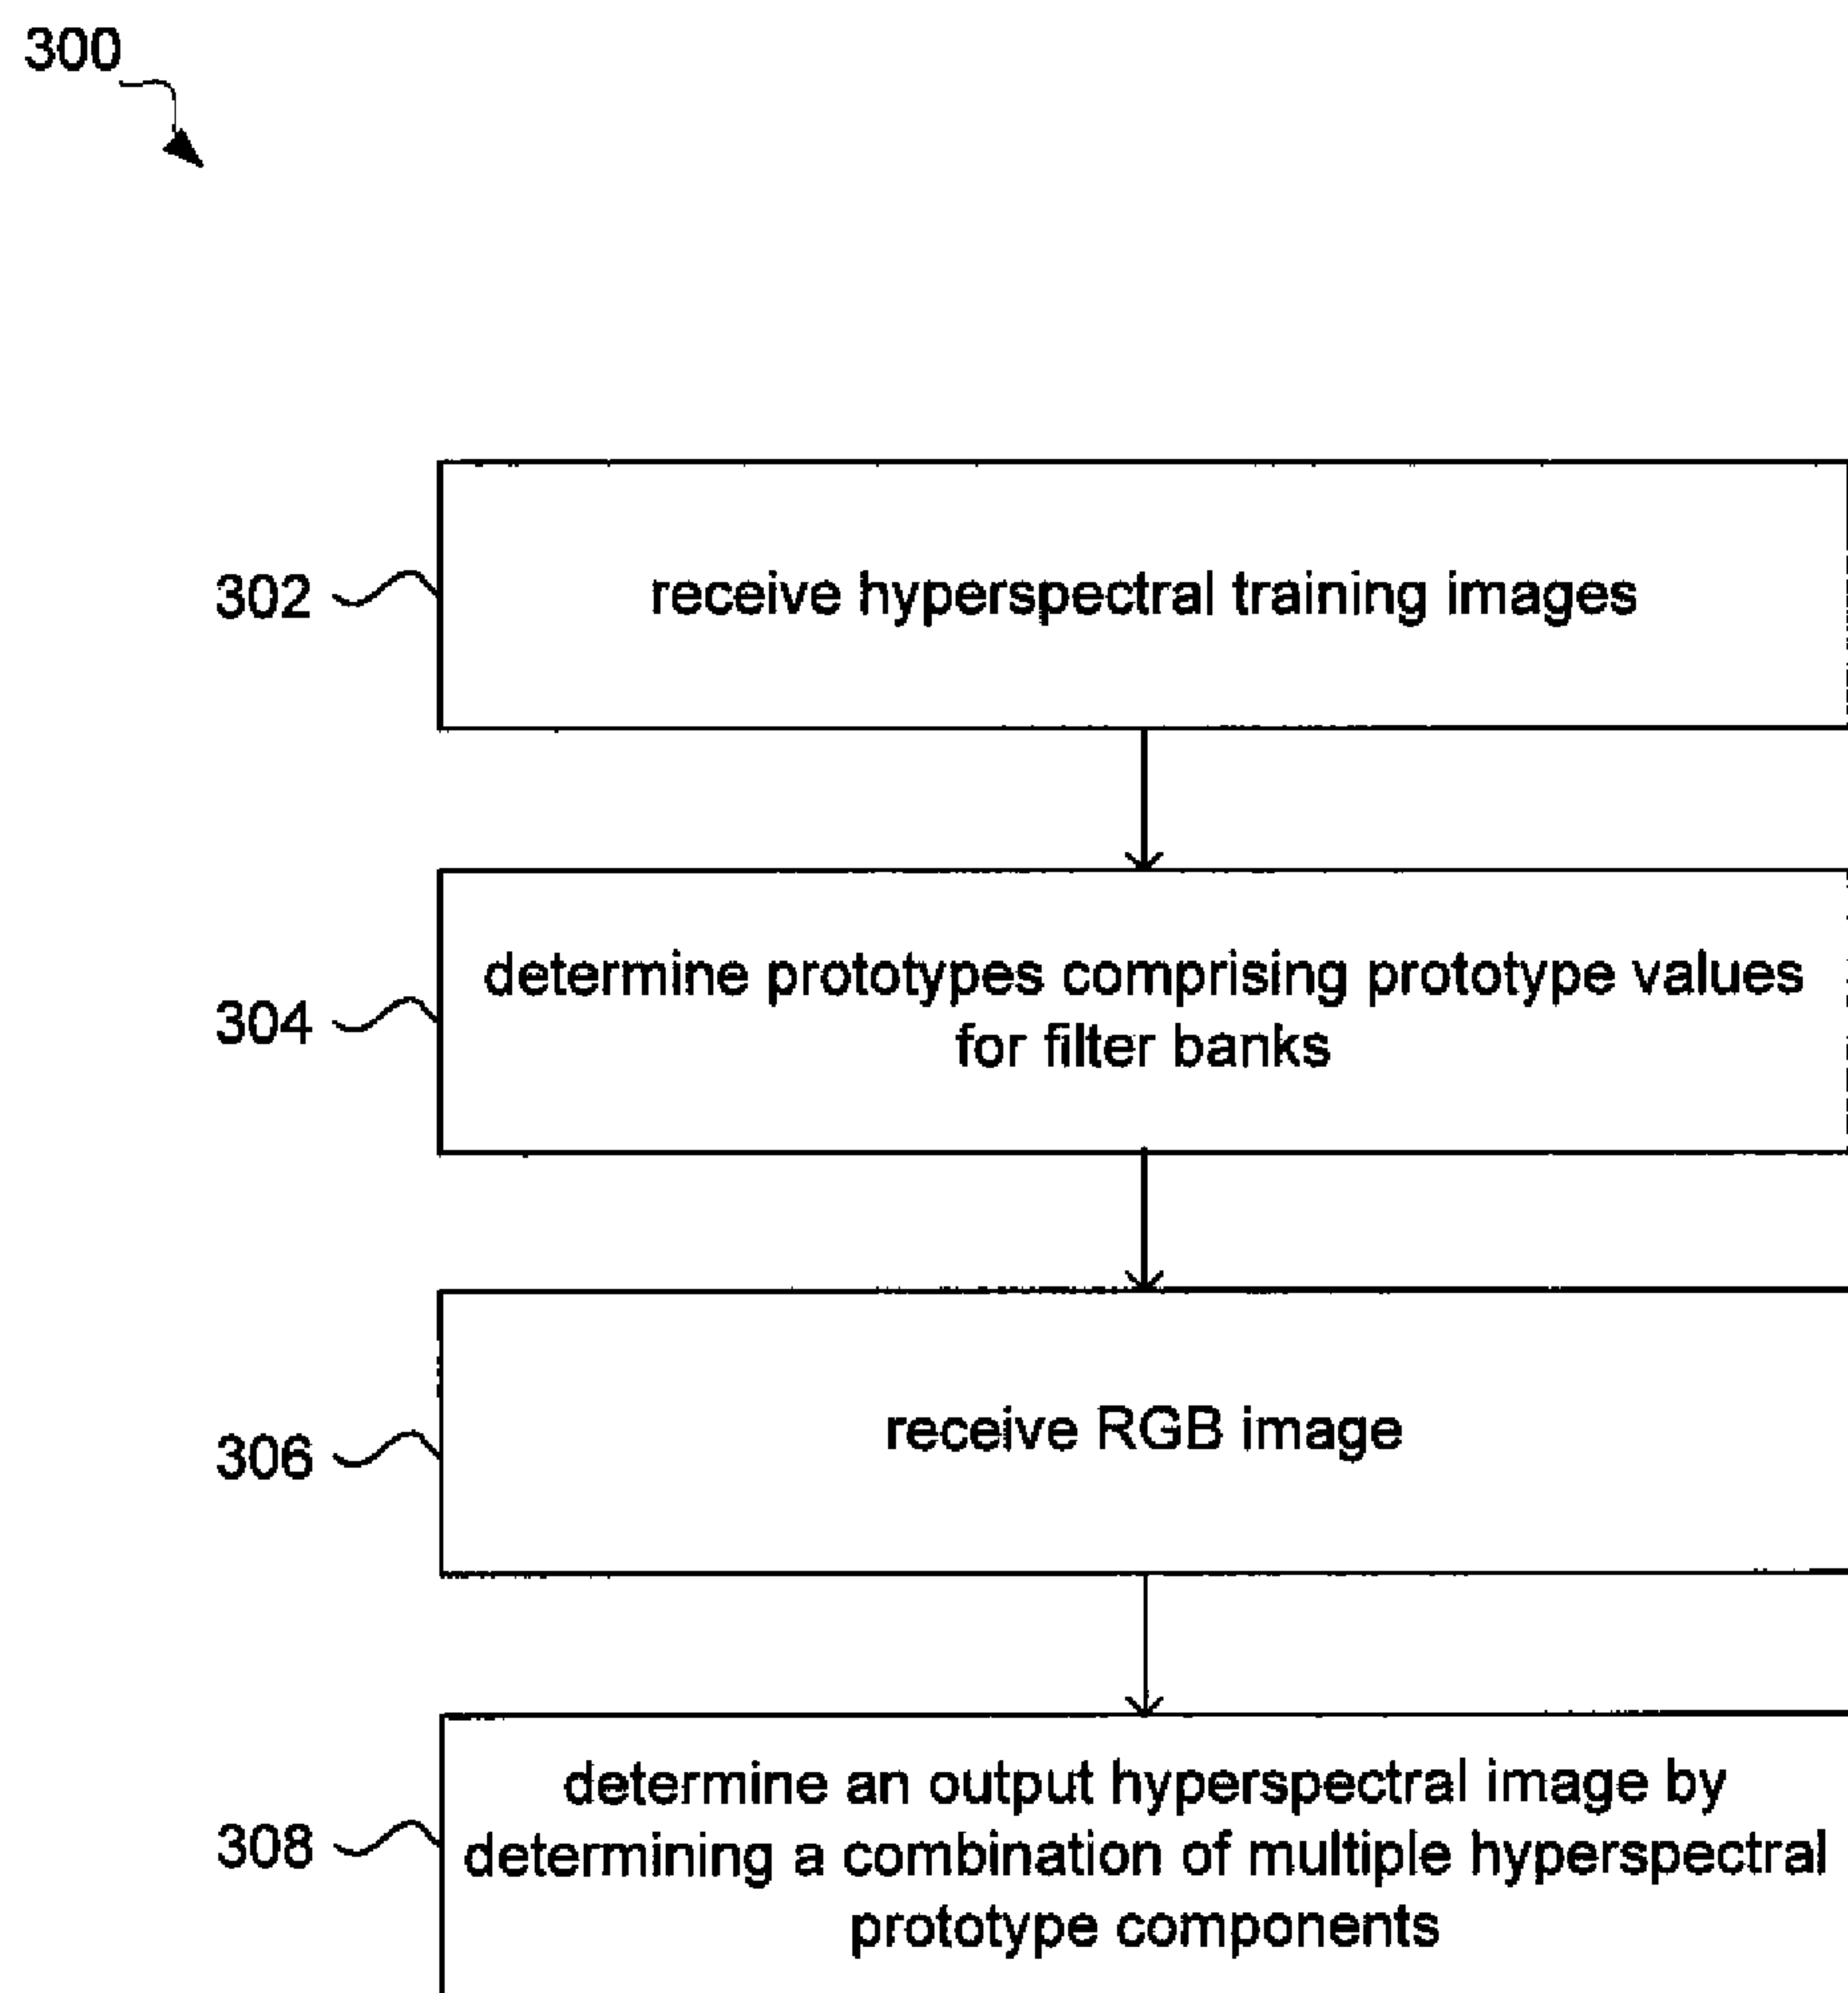 300
302
receive hyperspectral training images
304
determine prototypes comprising prototype values
for filter banks
306
receive RGB image
308
determine an output hyperspectral image by
determining a combination of multiple hyperspectral
prototype components